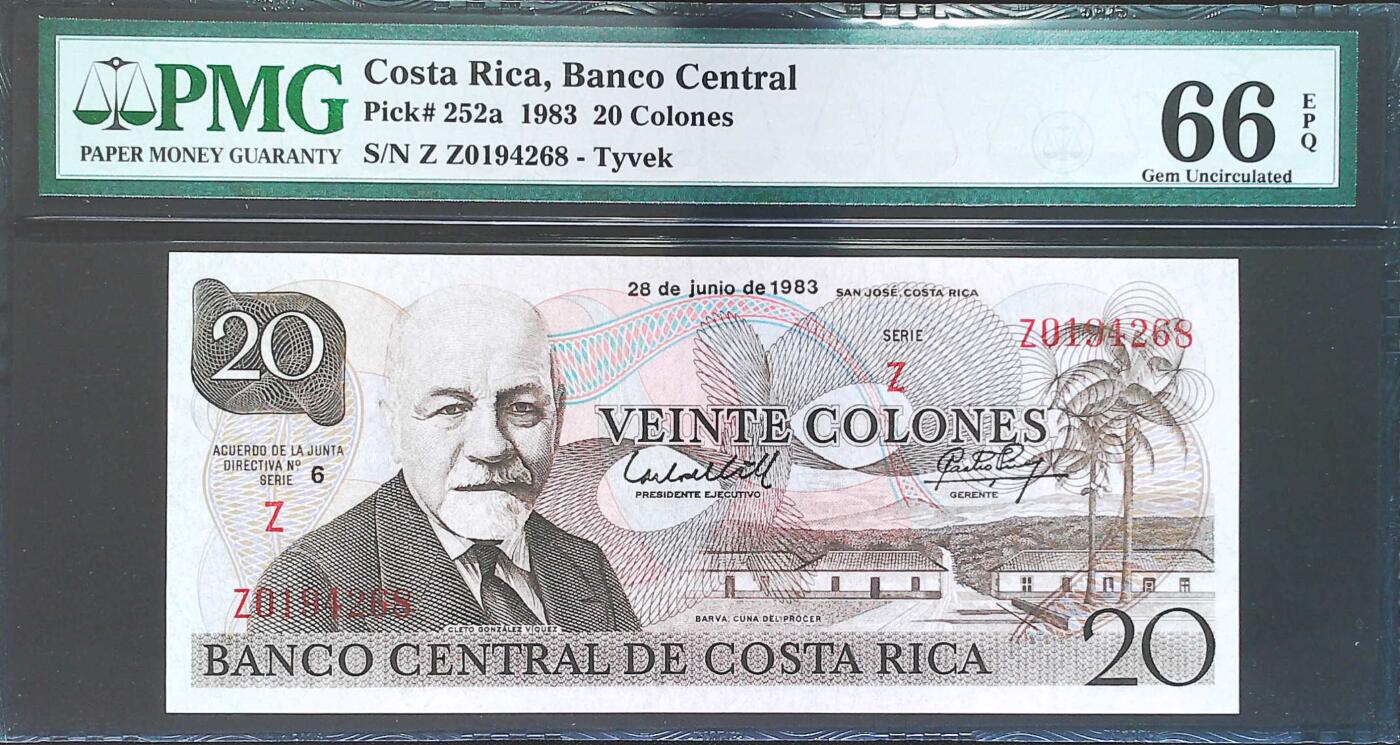 PMG
PAPER MONEY GUARANTY
Costa Rica, Banco Central
Pick# 252a 1983 20 Colones
S/N Z Z0194268 - Tyvek
66
EPQ
Gem Uncirculated
28 de junio de 1983 SAN JOSÉ, COSTA RICA
20
SERIE
Z
Z0194268
VEINTE COLONES
ACUERDO DE LA JUNTA
DIRECTIVA Nº 6
SERIE
Z
PRESIDENTE EJECUTIVO
GERENTE
Z0194268
BARVA: CUNA DEL PRÓCER
CLETO GONZÁLEZ VÍQUEZ
BANCO CENTRAL DE COSTA RICA
20